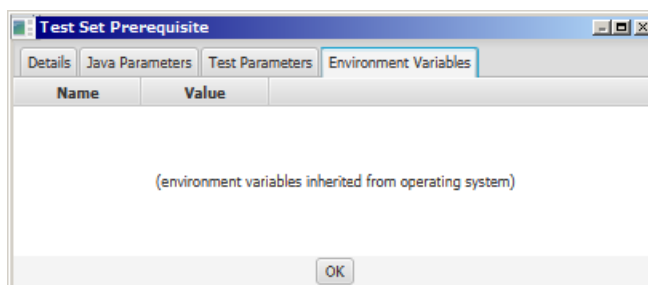 Test Set Prerequisite
Details Java Parameters Test Parameters Environment Variables
Name Value
(environment variables inherited from operating system)
OK